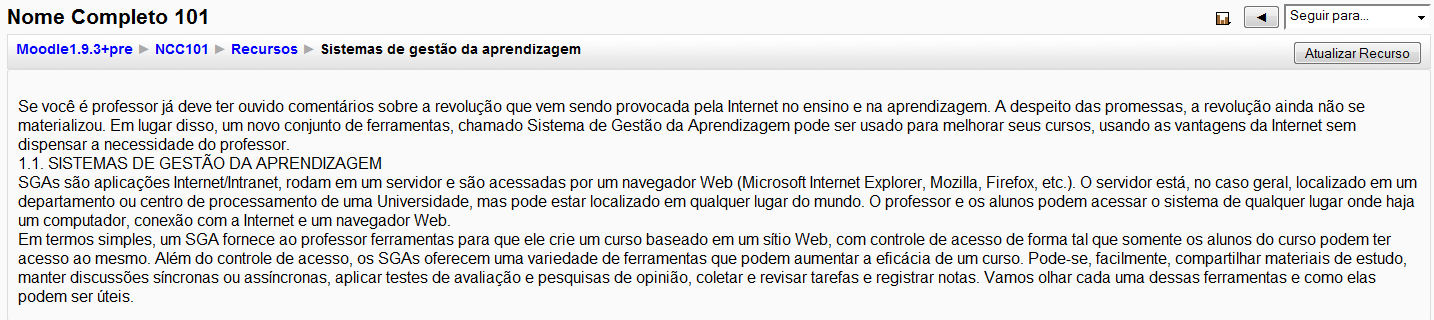 Nome Completo 101
Seguir para...
Moodle1.9.3+pre ► NCC101 ► Recursos ► Sistemas de gestão da aprendizagem
Atualizar Recurso
Se você é professor já deve ter ouvido comentários sobre a revolução que vem sendo provocada pela Internet no ensino e na aprendizagem. A despeito das promessas, a revolução ainda não se
materializou. Em lugar disso, um novo conjunto de ferramentas, chamado Sistema de Gestão da Aprendizagem pode ser usado para melhorar seus cursos, usando as vantagens da Internet sem
dispensar a necessidade do professor.
1.1. SISTEMAS DE GESTÃO DA APRENDIZAGEM
SGAs são aplicações Internet/Intranet, rodam em um servidor e são acessadas por um navegador Web (Microsoft Internet Explorer, Mozilla, Firefox, etc.). O servidor está, no caso geral, localizado em um
departamento ou centro de processamento de uma Universidade, mas pode estar localizado em qualquer lugar do mundo. O professor e os alunos podem acessar o sistema de qualquer lugar onde haja
um computador, conexão com a Internet e um navegador Web.
Em termos simples, um SGA fornece ao professor ferramentas para que ele crie um curso baseado em um sítio Web, com controle de acesso de forma tal que somente os alunos do curso podem ter
acesso ao mesmo. Além do controle de acesso, os SGAs oferecem uma variedade de ferramentas que podem aumentar a eficácia de um curso. Pode-se, facilmente, compartilhar materiais de estudo,
manter discussões síncronas ou assíncronas, aplicar testes de avaliação e pesquisas de opinião, coletar e revisar tarefas e registrar notas. Vamos olhar cada uma dessas ferramentas e como elas
podem ser úteis.